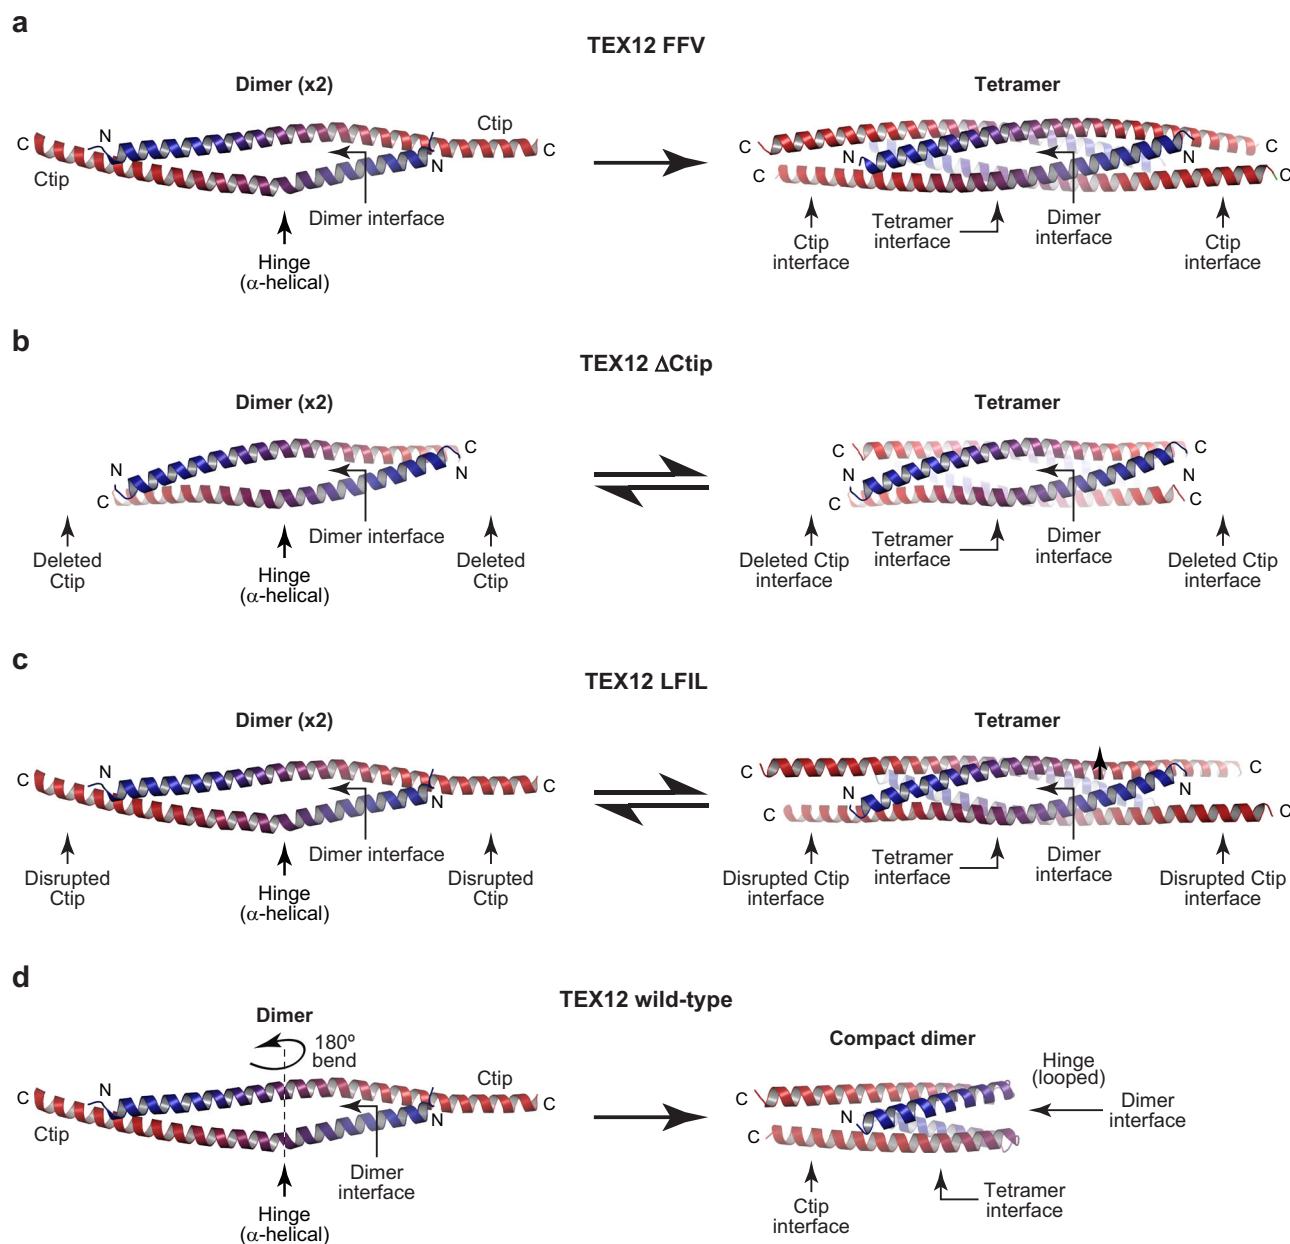 a
TEX12 FFV
Dimer (x2)
Tetramer
C
N
Ctip
C
Ctip
N
Dimer interface
Hinge
(α-helical)
C
C
N
N
C
C
Ctip
interface
Tetramer
interface
Dimer
interface
Ctip
interface
b
TEX12 ΔCtip
Dimer (x2)
Tetramer
C
N
N
C
Dimer interface
Deleted
Ctip
Hinge
(α-helical)
Deleted
Ctip
C
C
N
N
C
C
Deleted Ctip
interface
Tetramer
interface
Dimer
interface
Deleted Ctip
interface
c
TEX12 LFIL
Dimer (x2)
Tetramer
C
N
C
N
Dimer interface
Disrupted
Ctip
Hinge
(α-helical)
Disrupted
Ctip
C
C
N
N
C
C
Disrupted Ctip
interface
Tetramer
interface
Dimer
interface
Disrupted Ctip
interface
d
TEX12 wild-type
Dimer
180º
bend
Compact dimer
C
N
Ctip
C
Ctip
N
Dimer
interface
Hinge
(α-helical)
Hinge
(looped)
Dimer
interface
C
N
C
Ctip
interface
Tetramer
interface